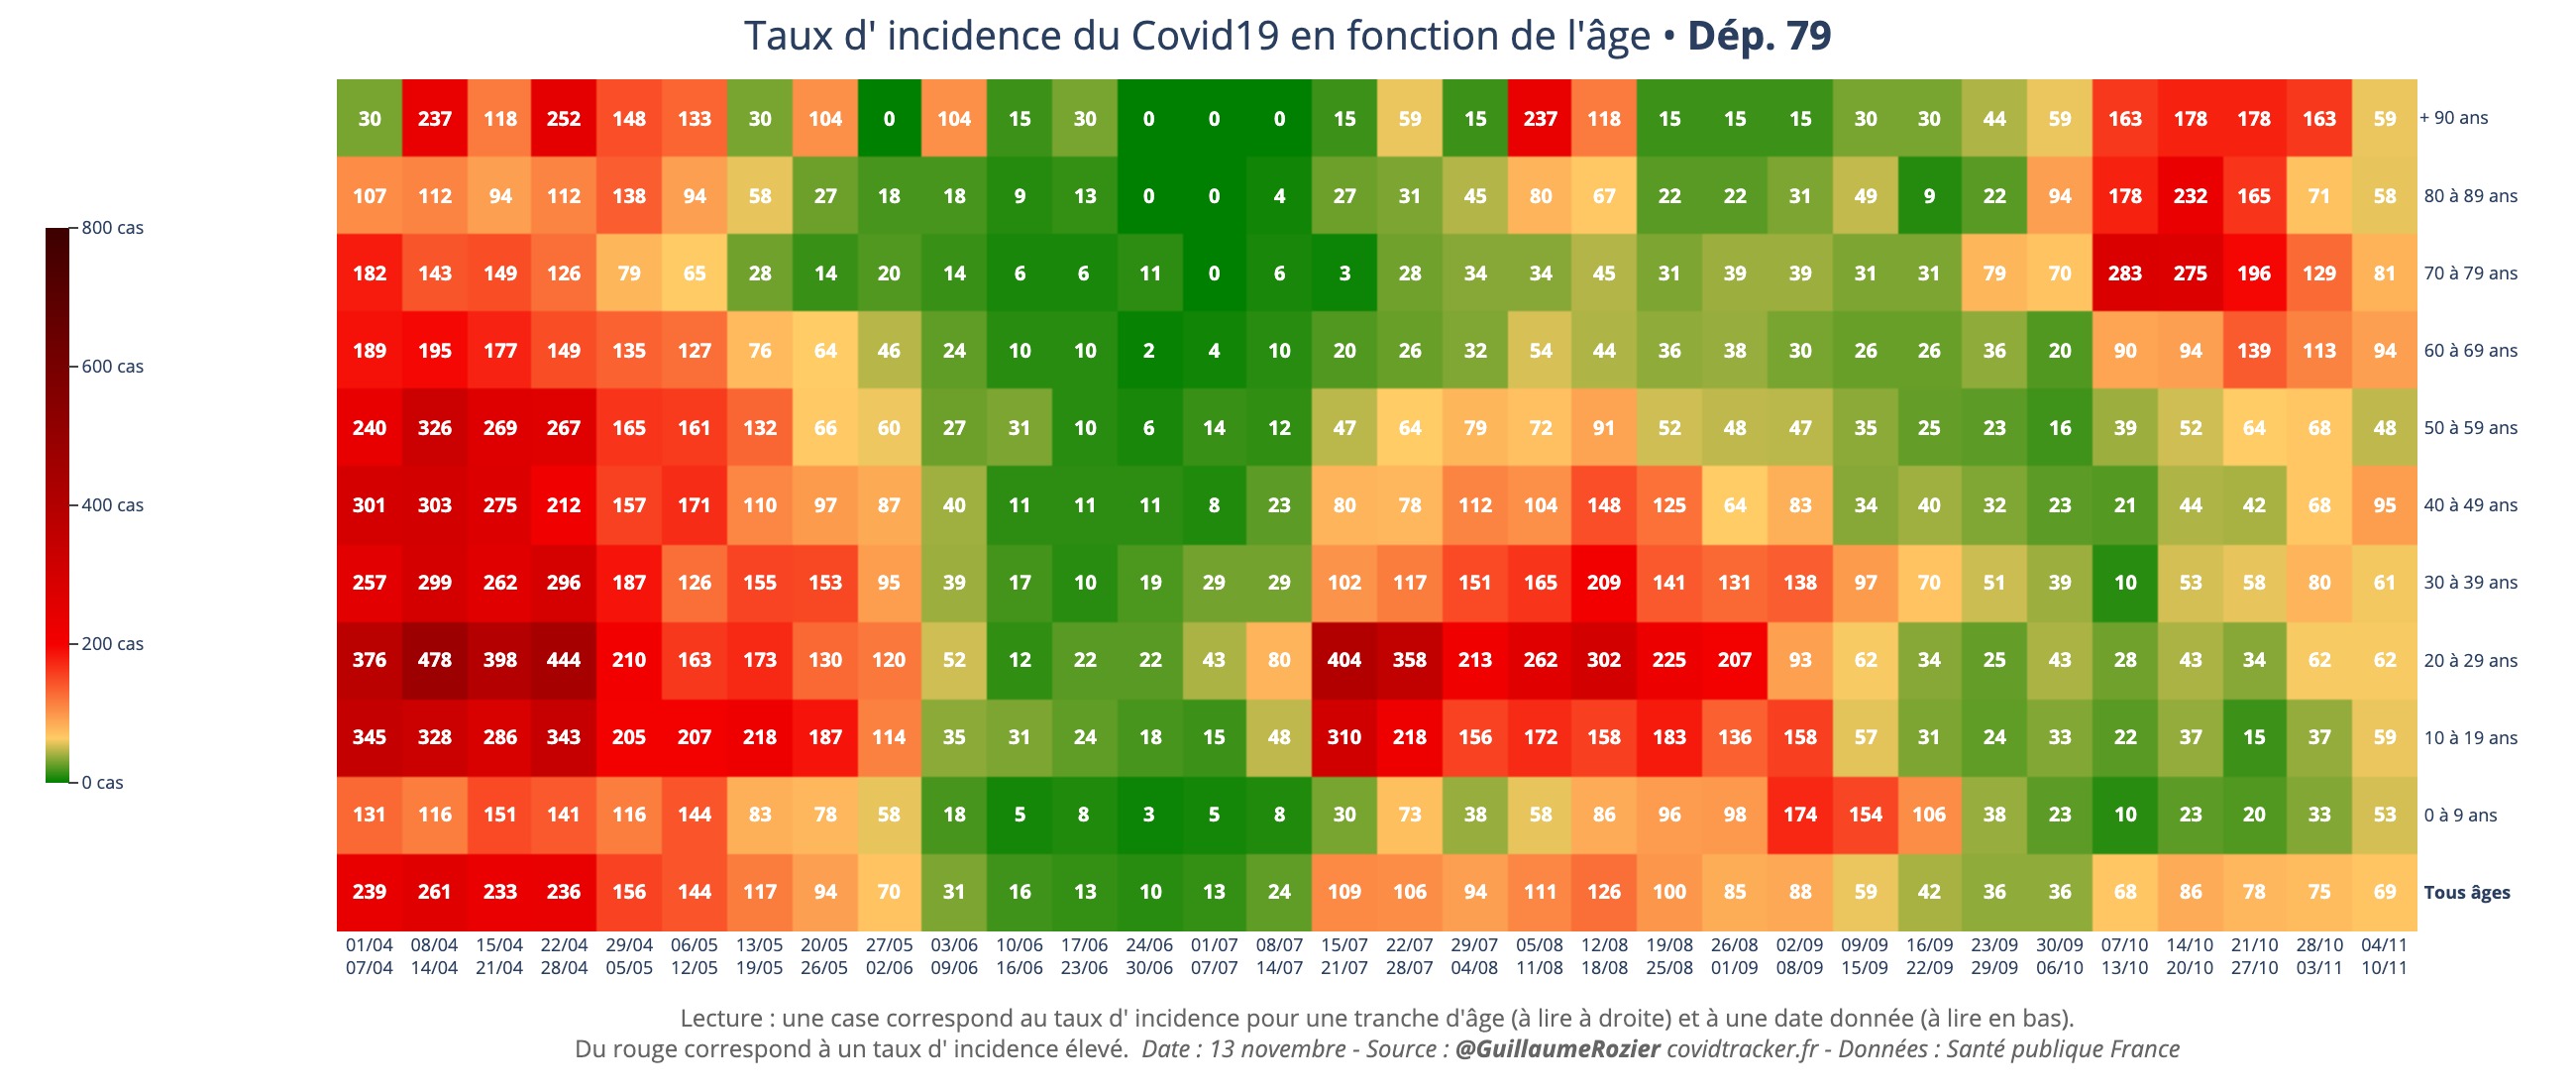 Taux d' incidence du Covid19 en fonction de l'âge • Dép. 79
800 cas
600 cas
400 cas
200 cas
0 cas
30 237 118 252 148 133 30 104 0 104 15 30 0 0 0 15 59 15 237 118 15 15 15 30 30 44 59 163 178 178 163 59 + 90 ans
107 112 94 112 138 94 58 27 18 18 9 13 0 0 4 27 31 45 80 67 22 22 31 49 9 22 94 178 232 165 71 58 80 à 89 ans
182 143 149 126 79 65 28 14 20 14 6 6 11 0 6 3 28 34 34 45 31 39 39 31 31 79 70 283 275 196 129 81 70 à 79 ans
189 195 177 149 135 127 76 64 46 24 10 10 2 4 10 20 26 32 54 44 36 38 30 26 26 36 20 90 94 139 113 94 60 à 69 ans
240 326 269 267 165 161 132 66 60 27 31 10 6 14 12 47 64 79 72 91 52 48 47 35 25 23 16 39 52 64 68 48 50 à 59 ans
301 303 275 212 157 171 110 97 87 40 11 11 11 8 23 80 78 112 104 148 125 64 83 34 40 32 23 21 44 42 68 95 40 à 49 ans
257 299 262 296 187 126 155 153 95 39 17 10 19 29 29 102 117 151 165 209 141 131 138 97 70 51 39 10 53 58 80 61 30 à 39 ans
376 478 398 444 210 163 173 130 120 52 12 22 22 43 80 404 358 213 262 302 225 207 93 62 34 25 43 28 43 34 62 62 20 à 29 ans
345 328 286 343 205 207 218 187 114 35 31 24 18 15 48 310 218 156 172 158 183 136 158 57 31 24 33 22 37 15 37 59 10 à 19 ans
131 116 151 141 116 144 83 78 58 18 5 8 3 5 8 30 73 38 58 86 96 98 174 154 106 38 23 10 23 20 33 53 0 à 9 ans
239 261 233 236 156 144 117 94 70 31 16 13 10 13 24 109 106 94 111 126 100 85 88 59 42 36 36 68 86 78 75 69 Tous âges
01/04 08/04 15/04 22/04 29/04 06/05 13/05 20/05 27/05 03/06 10/06 17/06 24/06 01/07 08/07 15/07 22/07 29/07 05/08 12/08 19/08 26/08 02/09 09/09 16/09 23/09 30/09 07/10 14/10 21/10 28/10 04/11
07/04 14/04 21/04 28/04 05/05 12/05 19/05 26/05 02/06 09/06 16/06 23/06 30/06 07/07 14/07 21/07 28/07 04/08 11/08 18/08 25/08 01/09 08/09 15/09 22/09 29/09 06/10 13/10 20/10 27/10 03/11 10/11
Lecture : une case correspond au taux d' incidence pour une tranche d'âge (à lire à droite) et à une date donnée (à lire en bas).
Du rouge correspond à un taux d' incidence élevé. Date : 13 novembre - Source : @GuillaumeRozier covidtracker.fr - Données : Santé publique France